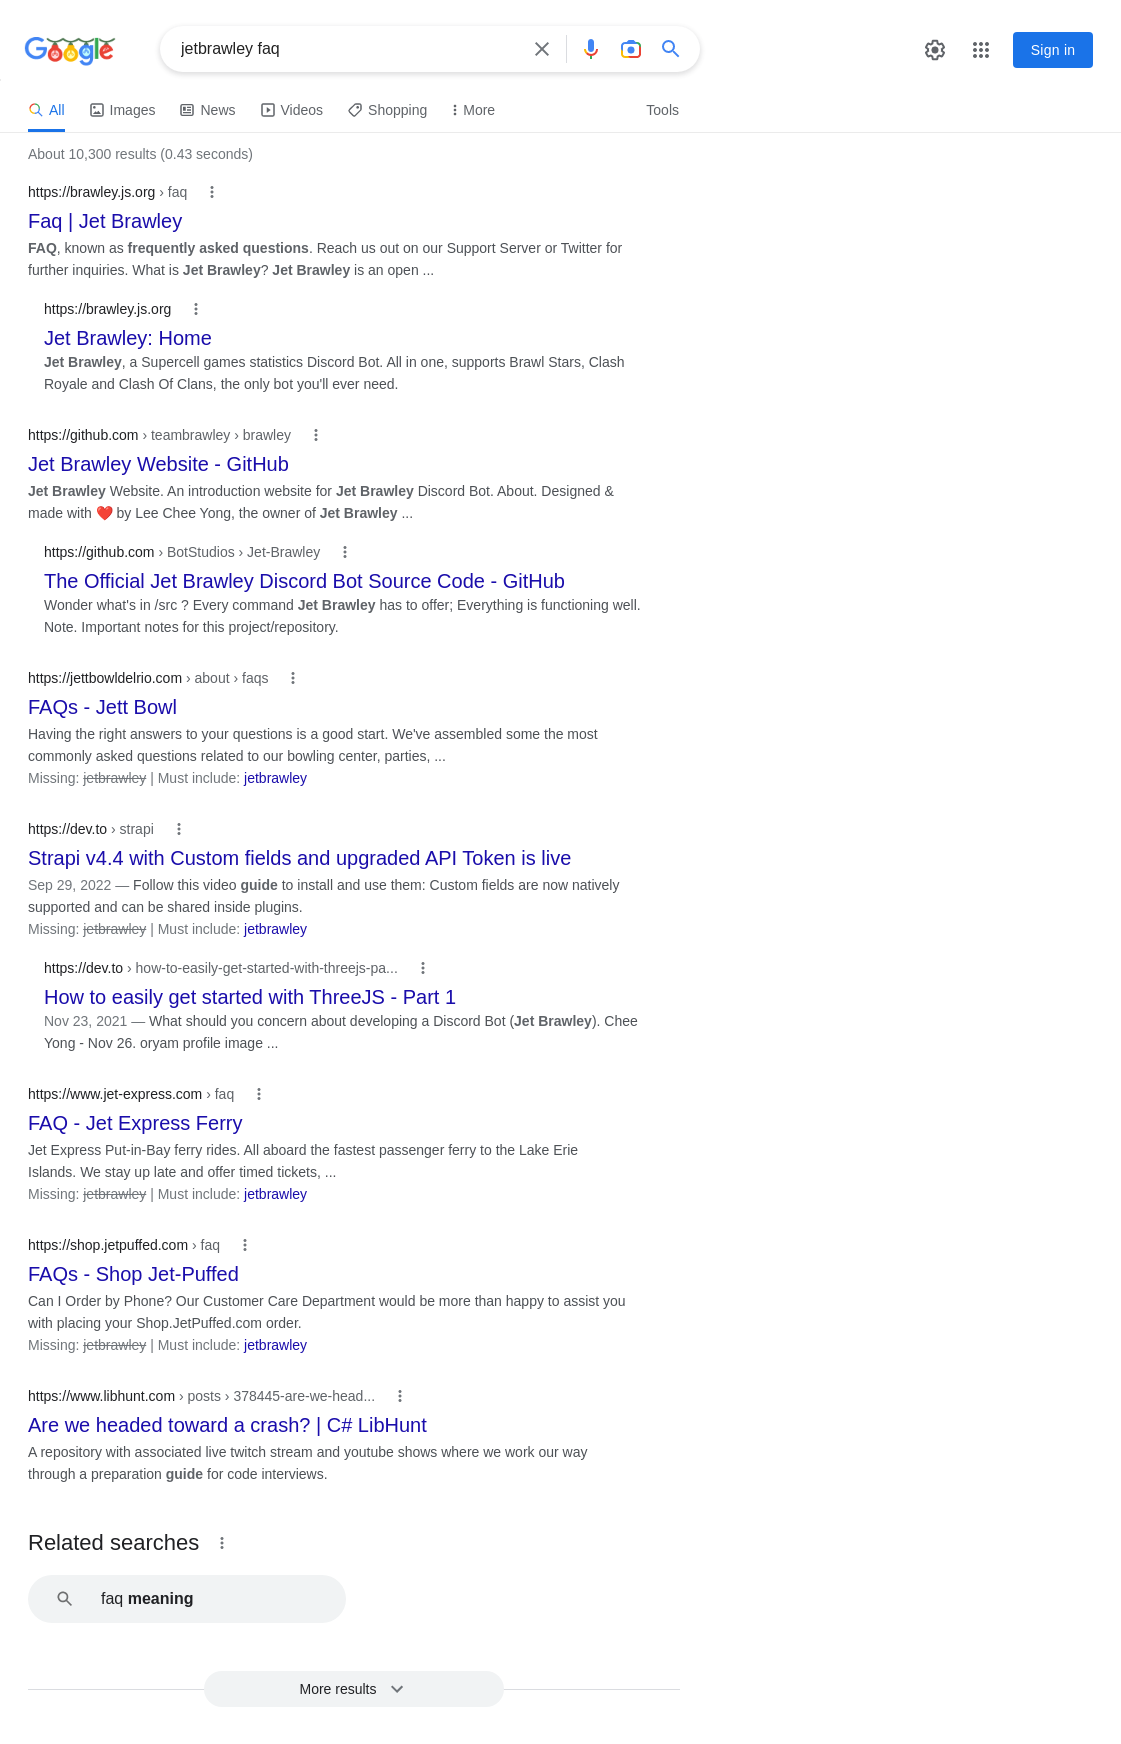 Google
jetbrawley faq
Sign in
All
Images
News
Videos
Shopping
More
Tools
About 10,300 results (0.43 seconds)
https://brawley.js.org › faq
Faq | Jet Brawley
FAQ, known as frequently asked questions. Reach us out on our Support Server or Twitter for
further inquiries. What is Jet Brawley? Jet Brawley is an open ...
https://brawley.js.org
Jet Brawley: Home
Jet Brawley, a Supercell games statistics Discord Bot. All in one, supports Brawl Stars, Clash
Royale and Clash Of Clans, the only bot you'll ever need.
https://github.com › teambrawley › brawley
Jet Brawley Website - GitHub
Jet Brawley Website. An introduction website for Jet Brawley Discord Bot. About. Designed &
made with ❤️ by Lee Chee Yong, the owner of Jet Brawley ...
https://github.com › BotStudios › Jet-Brawley
The Official Jet Brawley Discord Bot Source Code - GitHub
Wonder what's in /src ? Every command Jet Brawley has to offer; Everything is functioning well.
Note. Important notes for this project/repository.
https://jettbowldelrio.com › about › faqs
FAQs - Jett Bowl
Having the right answers to your questions is a good start. We've assembled some the most
commonly asked questions related to our bowling center, parties, ...
Missing: jetbrawley | Must include: jetbrawley
https://dev.to › strapi
Strapi v4.4 with Custom fields and upgraded API Token is live
Sep 29, 2022 — Follow this video guide to install and use them: Custom fields are now natively
supported and can be shared inside plugins.
Missing: jetbrawley | Must include: jetbrawley
https://dev.to › how-to-easily-get-started-with-threejs-pa...
How to easily get started with ThreeJS - Part 1
Nov 23, 2021 — What should you concern about developing a Discord Bot (Jet Brawley). Chee
Yong - Nov 26. oryam profile image ...
https://www.jet-express.com › faq
FAQ - Jet Express Ferry
Jet Express Put-in-Bay ferry rides. All aboard the fastest passenger ferry to the Lake Erie
Islands. We stay up late and offer timed tickets, ...
Missing: jetbrawley | Must include: jetbrawley
https://shop.jetpuffed.com › faq
FAQs - Shop Jet-Puffed
Can I Order by Phone? Our Customer Care Department would be more than happy to assist you
with placing your Shop.JetPuffed.com order.
Missing: jetbrawley | Must include: jetbrawley
https://www.libhunt.com › posts › 378445-are-we-head...
Are we headed toward a crash? | C# LibHunt
A repository with associated live twitch stream and youtube shows where we work our way
through a preparation guide for code interviews.
Related searches
faq meaning
More results